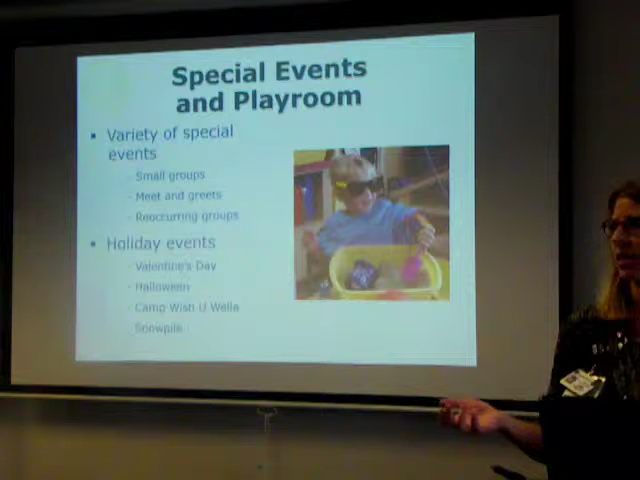 Special Events
and Playroom
• Variety of special
events
- Small groups
- Meet and greets
- Reoccurring groups
• Holiday events
- Valentine's Day
- Halloween
- Camp Wish U Wella
- Snowpile